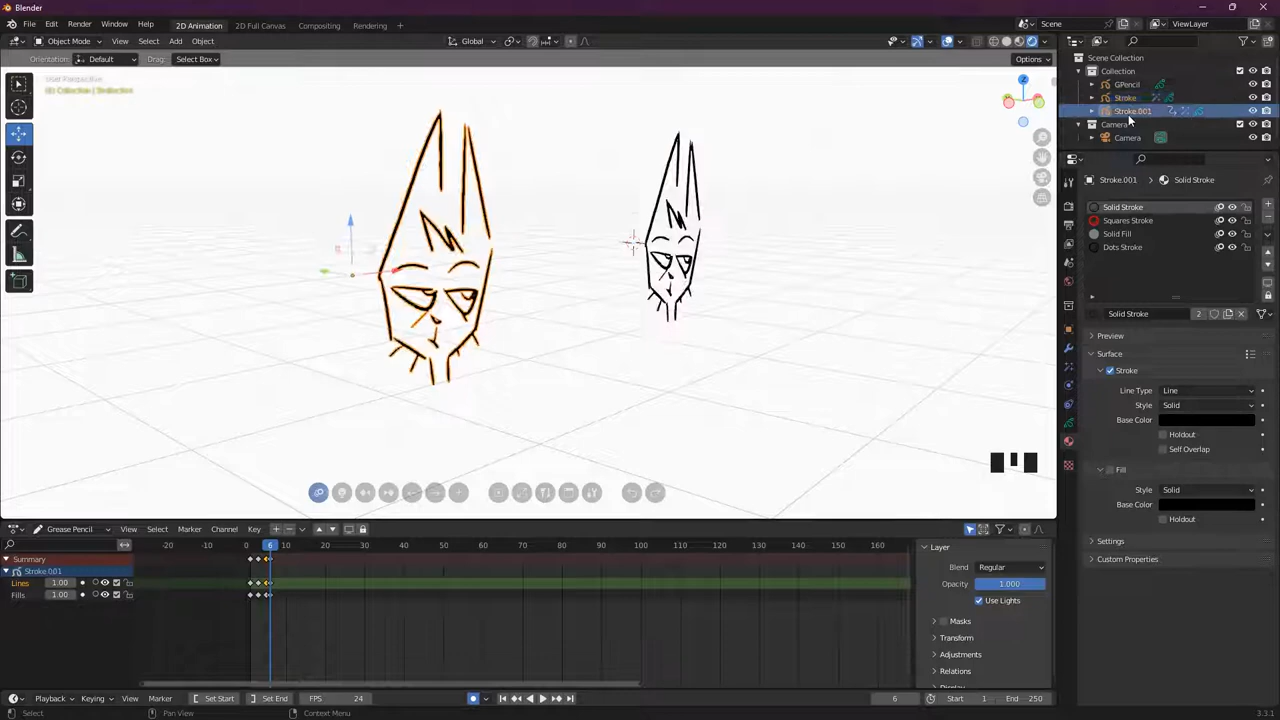 Blender
File Edit Render Window Help 2D Animation 2D Full Canvas Compositing Rendering + Scene ViewLayer
Object Mode View Select Add Object Global
Orientation: Default Drag: Select Box Options
User Perspective
Scene Collection
Collection
GPencil
Stroke
Stroke.001
Camera
Camera
Z
Stroke.001 Solid Stroke
Solid Stroke
Squares Stroke
Solid Fill
Dots Stroke
Solid Stroke 2
Preview
Surface
Stroke
Line Type Line
Style Solid
Base Color
Holdout
Self Overlap
Fill
Style Solid
Base Color
Holdout
Settings
Custom Properties
Grease Pencil View Select Marker Channel Key
-20 -10 0 6 10 20 30 40 50 60 70 80 90 100 110 120 130 140 150 160
Summary
Stroke.001
Lines 1.00
Fills 1.00
Layer
Blend Regular
Opacity 1.000
Use Lights
Masks
Transform
Adjustments
Relations
Display
Playback Keying View Marker Set Start Set End FPS 24 6 Start 1 End 250
Select Pan View Context Menu 3.3.1